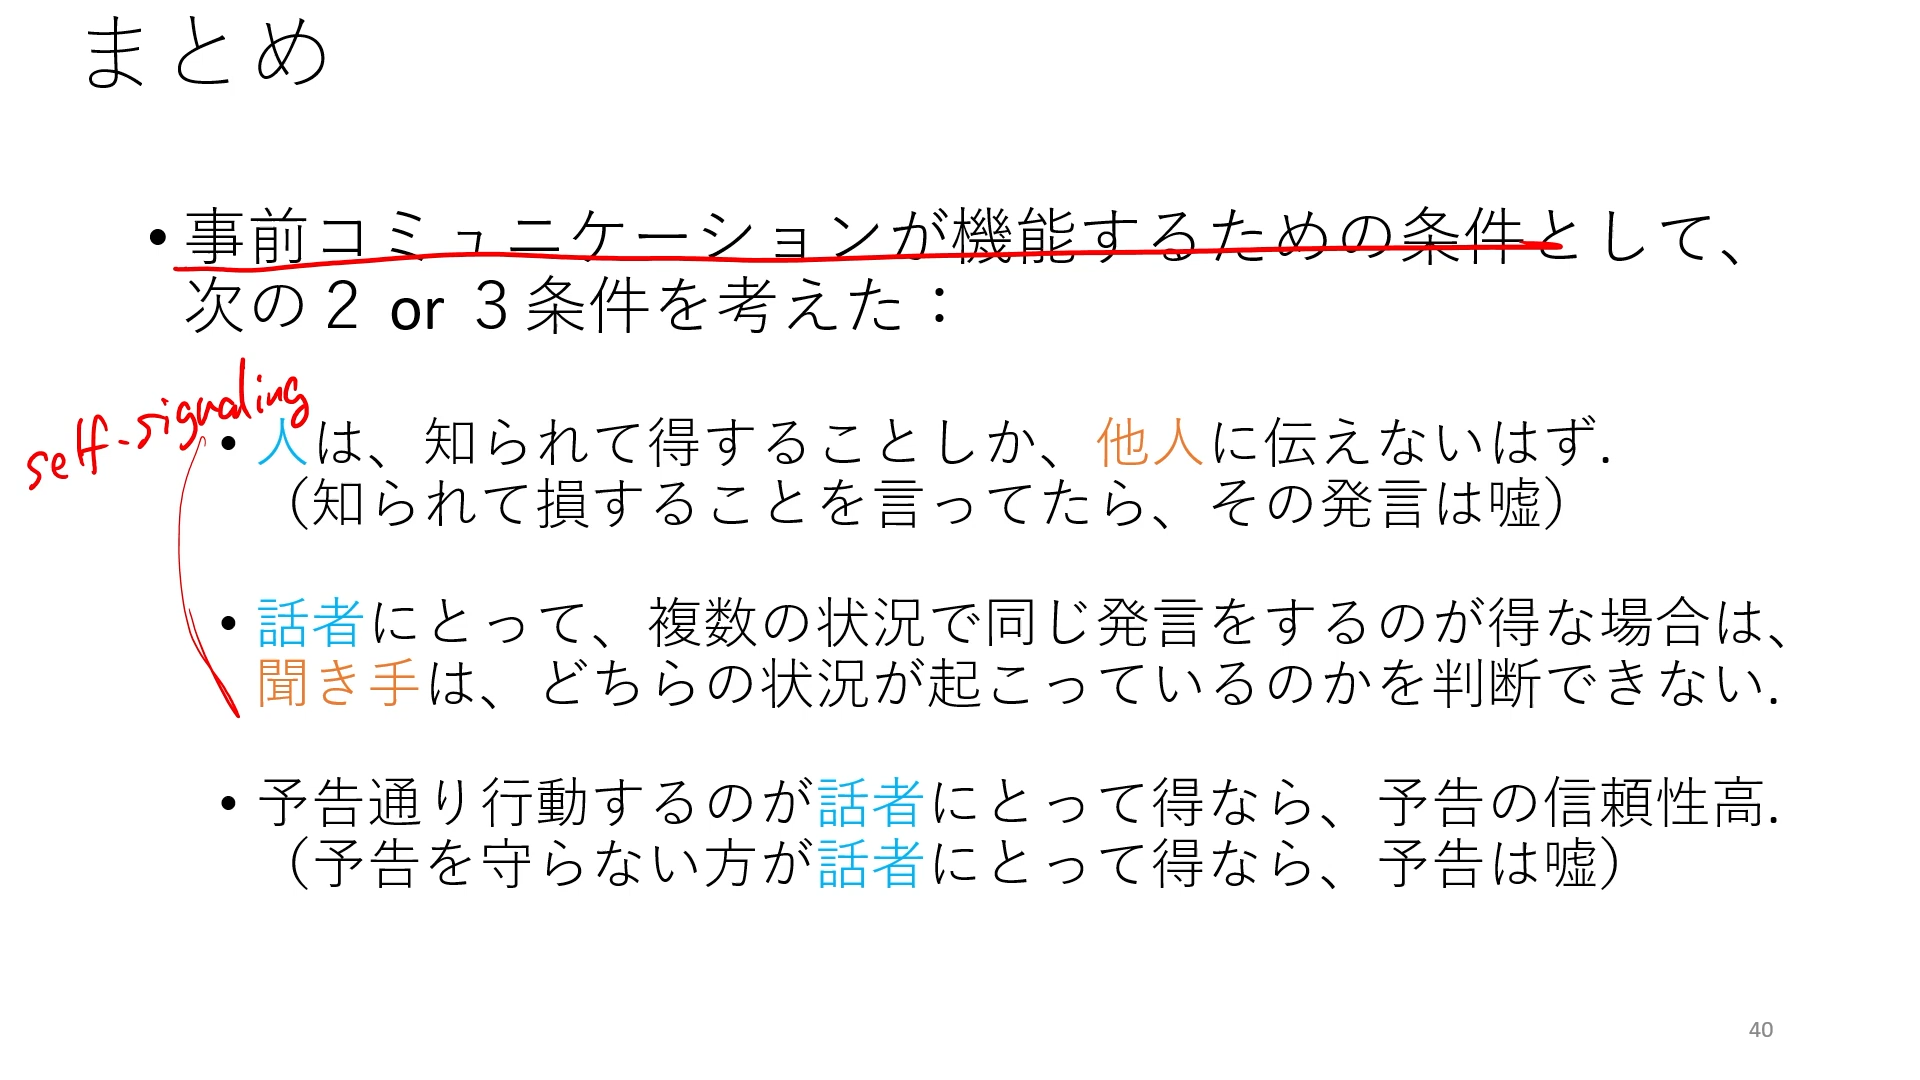 まとめ
• 事前コミュニケーションが機能するための条件として、
次の２ or ３条件を考えた：
self-signaling
• 人は、知られて得することしか、他人に伝えないはず.
（知られて損することを言ってたら、その発言は嘘）
• 話者にとって、複数の状況で同じ発言をするのが得な場合は、
聞き手は、どちらの状況が起こっているのかを判断できない.
• 予告通り行動するのが話者にとって得なら、予告の信頼性高.
（予告を守らない方が話者にとって得なら、予告は嘘）
40